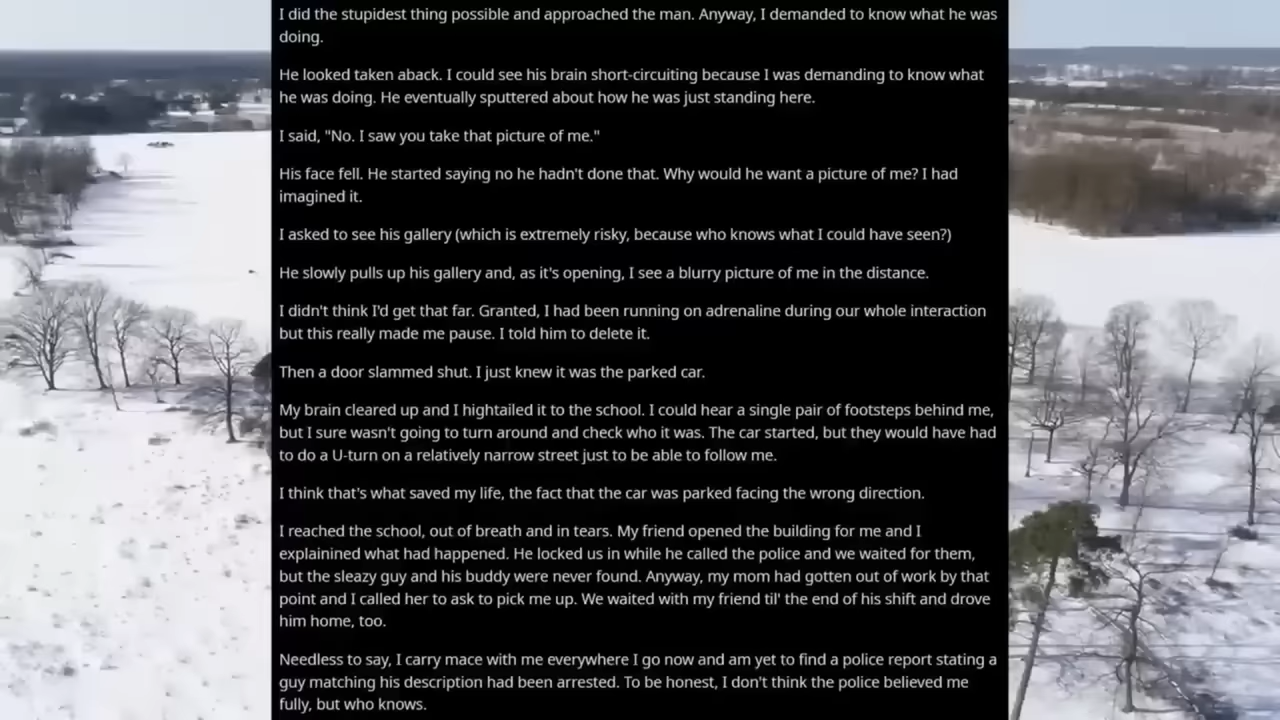 I did the stupidest thing possible and approached the man. Anyway, I demanded to know what he was
doing.
He looked taken aback. I could see his brain short-circuiting because I was demanding to know what
he was doing. He eventually sputtered about how he was just standing here.
I said, "No. I saw you take that picture of me."
His face fell. He started saying no he hadn't done that. Why would he want a picture of me? I had
imagined it.
I asked to see his gallery (which is extremely risky, because who knows what I could have seen?)
He slowly pulls up his gallery and, as it's opening, I see a blurry picture of me in the distance.
I didn't think I'd get that far. Granted, I had been running on adrenaline during our whole interaction
but this really made me pause. I told him to delete it.
Then a door slammed shut. I just knew it was the parked car.
My brain cleared up and I hightailed it to the school. I could hear a single pair of footsteps behind me,
but I sure wasn't going to turn around and check who it was. The car started, but they would have had
to do a U-turn on a relatively narrow street just to be able to follow me.
I think that's what saved my life, the fact that the car was parked facing the wrong direction.
I reached the school, out of breath and in tears. My friend opened the building for me and I
explainined what had happened. He locked us in while he called the police and we waited for them,
but the sleazy guy and his buddy were never found. Anyway, my mom had gotten out of work by that
point and I called her to ask to pick me up. We waited with my friend til' the end of his shift and drove
him home, too.
Needless to say, I carry mace with me everywhere I go now and am yet to find a police report stating a
guy matching his description had been arrested. To be honest, I don't think the police believed me
fully, but who knows.